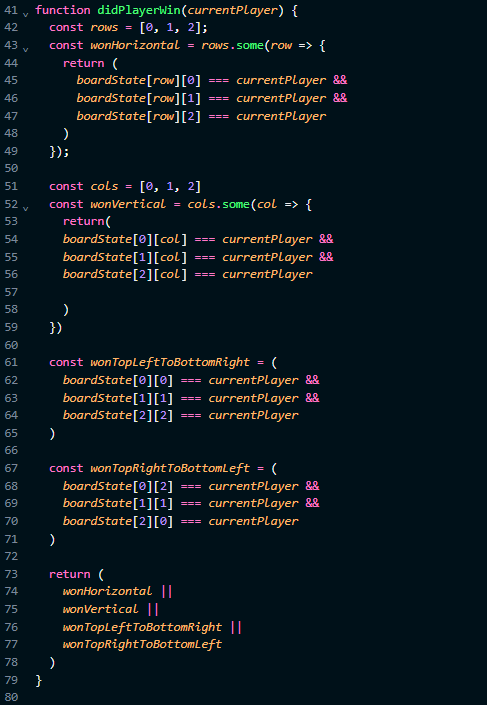 41 function didPlayerWin(currentPlayer) {
42   const rows = [0, 1, 2];
43   const wonHorizontal = rows.some(row => {
44     return (
45       boardState[row][0] === currentPlayer &&
46       boardState[row][1] === currentPlayer &&
47       boardState[row][2] === currentPlayer
48     )
49   });
50
51   const cols = [0, 1, 2]
52   const wonVertical = cols.some(col => {
53     return(
54     boardState[0][col] === currentPlayer &&
55     boardState[1][col] === currentPlayer &&
56     boardState[2][col] === currentPlayer
57
58     )
59   })
60
61   const wonTopLeftToBottomRight = (
62     boardState[0][0] === currentPlayer &&
63     boardState[1][1] === currentPlayer &&
64     boardState[2][2] === currentPlayer
65   )
66
67   const wonTopRightToBottomLeft = (
68     boardState[0][2] === currentPlayer &&
69     boardState[1][1] === currentPlayer &&
70     boardState[2][0] === currentPlayer
71   )
72
73   return (
74     wonHorizontal ||
75     wonVertical ||
76     wonTopLeftToBottomRight ||
77     wonTopRightToBottomLeft
78   )
79 }
80